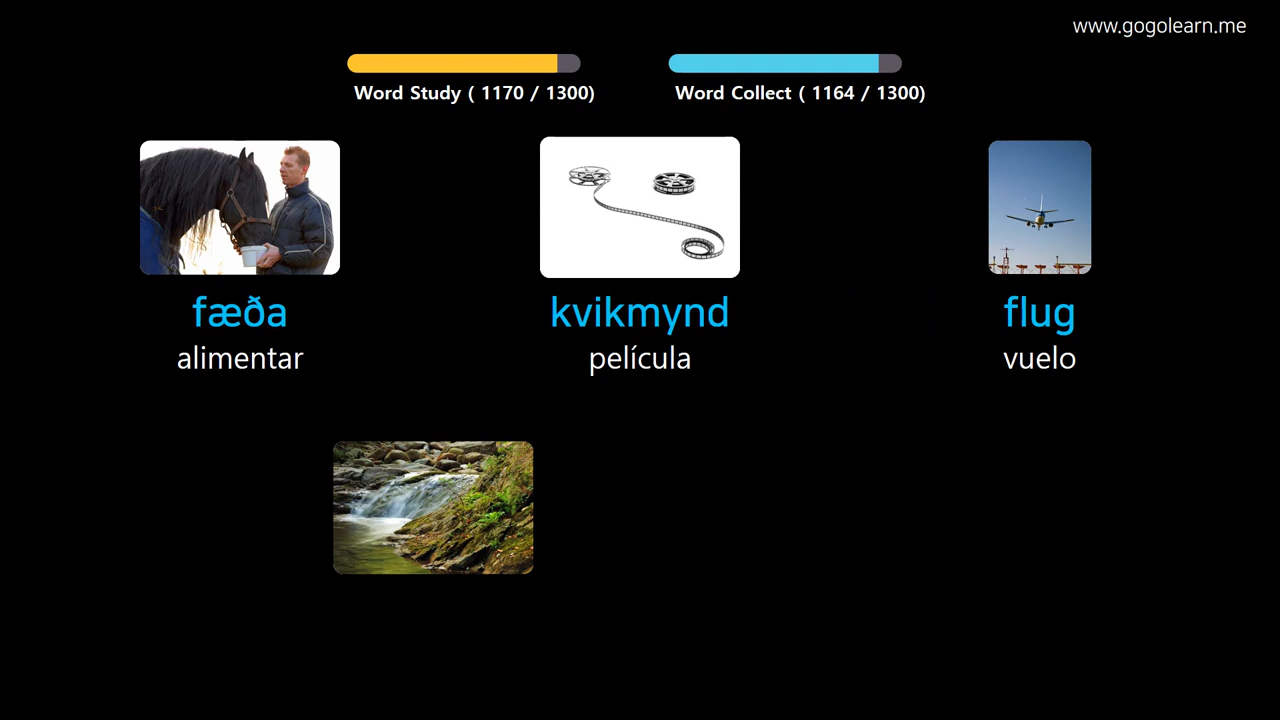 www.gogolearn.me
Word Study ( 1170 / 1300)
Word Collect ( 1164 / 1300)
fæða
alimentar
kvikmynd
película
flug
vuelo